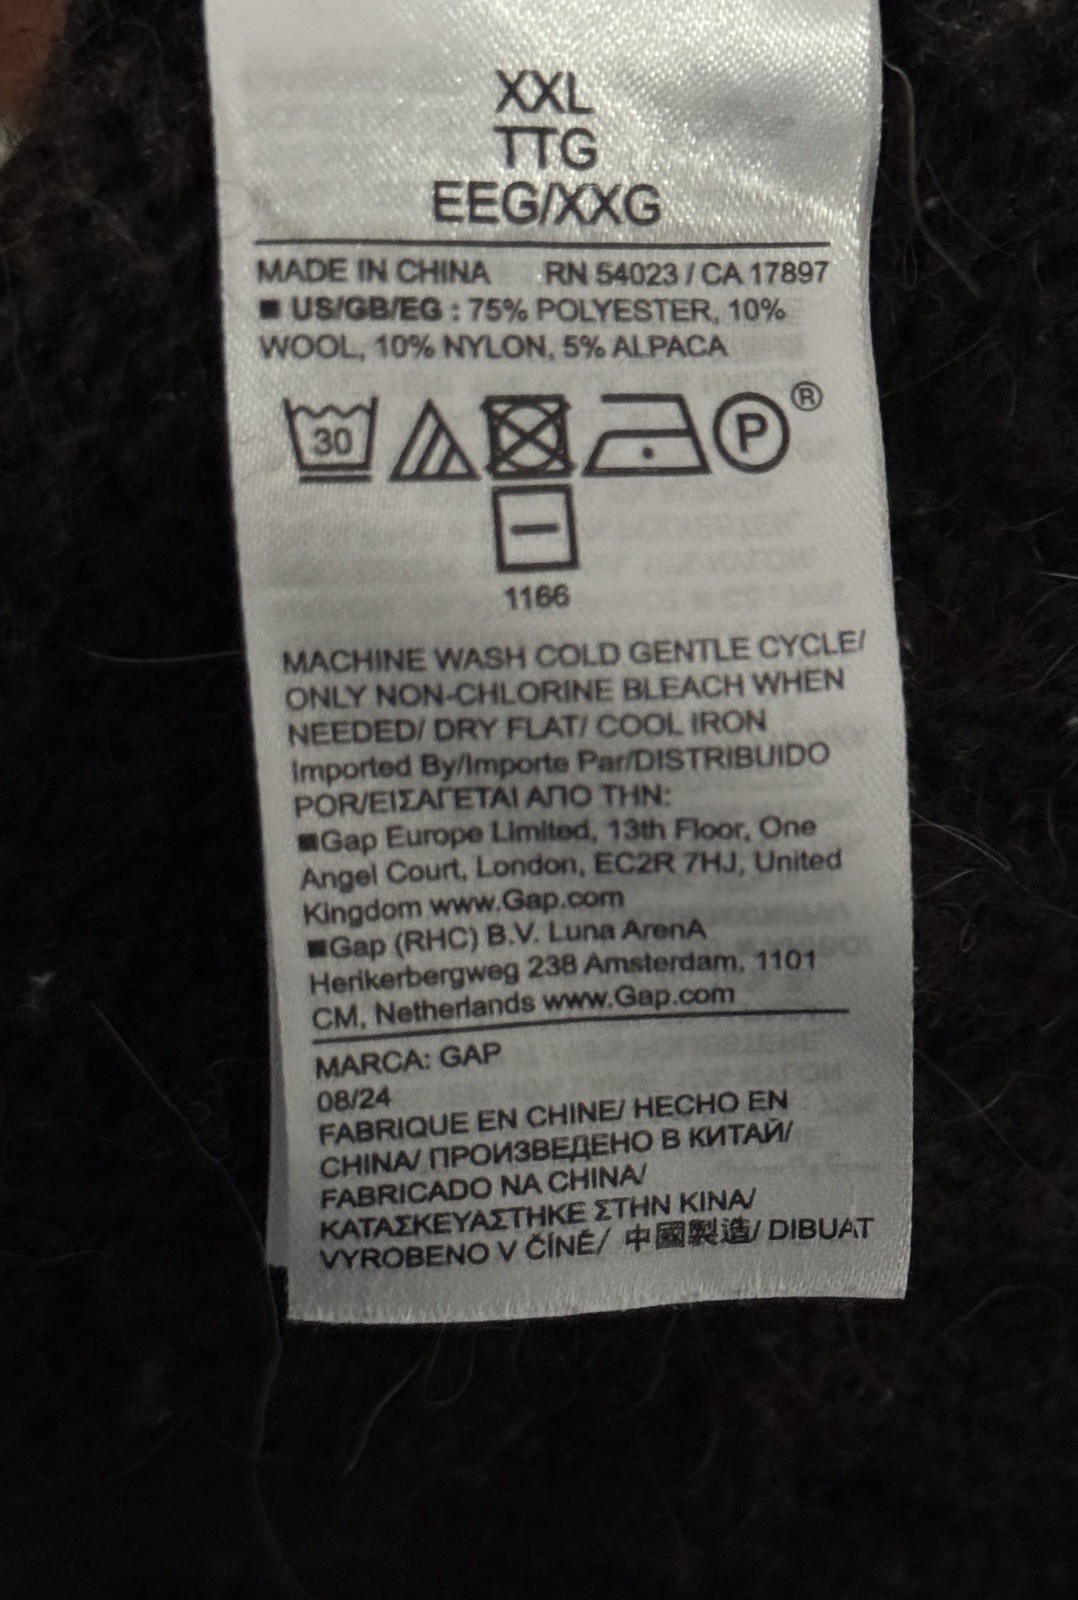 XXL
TTG
EEG/XXG
MADE IN CHINA RN 54023 / CA 17897
■ US/GB/EG : 75% POLYESTER, 10%
WOOL, 10% NYLON, 5% ALPACA
30 P ®
1166
MACHINE WASH COLD GENTLE CYCLE/
ONLY NON-CHLORINE BLEACH WHEN
NEEDED/ DRY FLAT/ COOL IRON
Imported By/Importe Par/DISTRIBUIDO
POR/ΕΙΣΑΓΕΤΑΙ ΑΠΟ ΤΗΝ:
■Gap Europe Limited, 13th Floor, One
Angel Court, London, EC2R 7HJ, United
Kingdom www.Gap.com
■Gap (RHC) B.V. Luna ArenA
Herikerbergweg 238 Amsterdam, 1101
CM, Netherlands www.Gap.com
MARCA: GAP
08/24
FABRIQUE EN CHINE/ HECHO EN
CHINA/ ПРОИЗВЕДЕНО В КИТАЙ/
FABRICADO NA CHINA/
ΚΑΤΑΣΚΕΥΑΣΤΗΚΕ ΣΤΗΝ ΚΙΝΑ/
VYROBENO V ČÍNĚ/ 中國製造/ DIBUAT